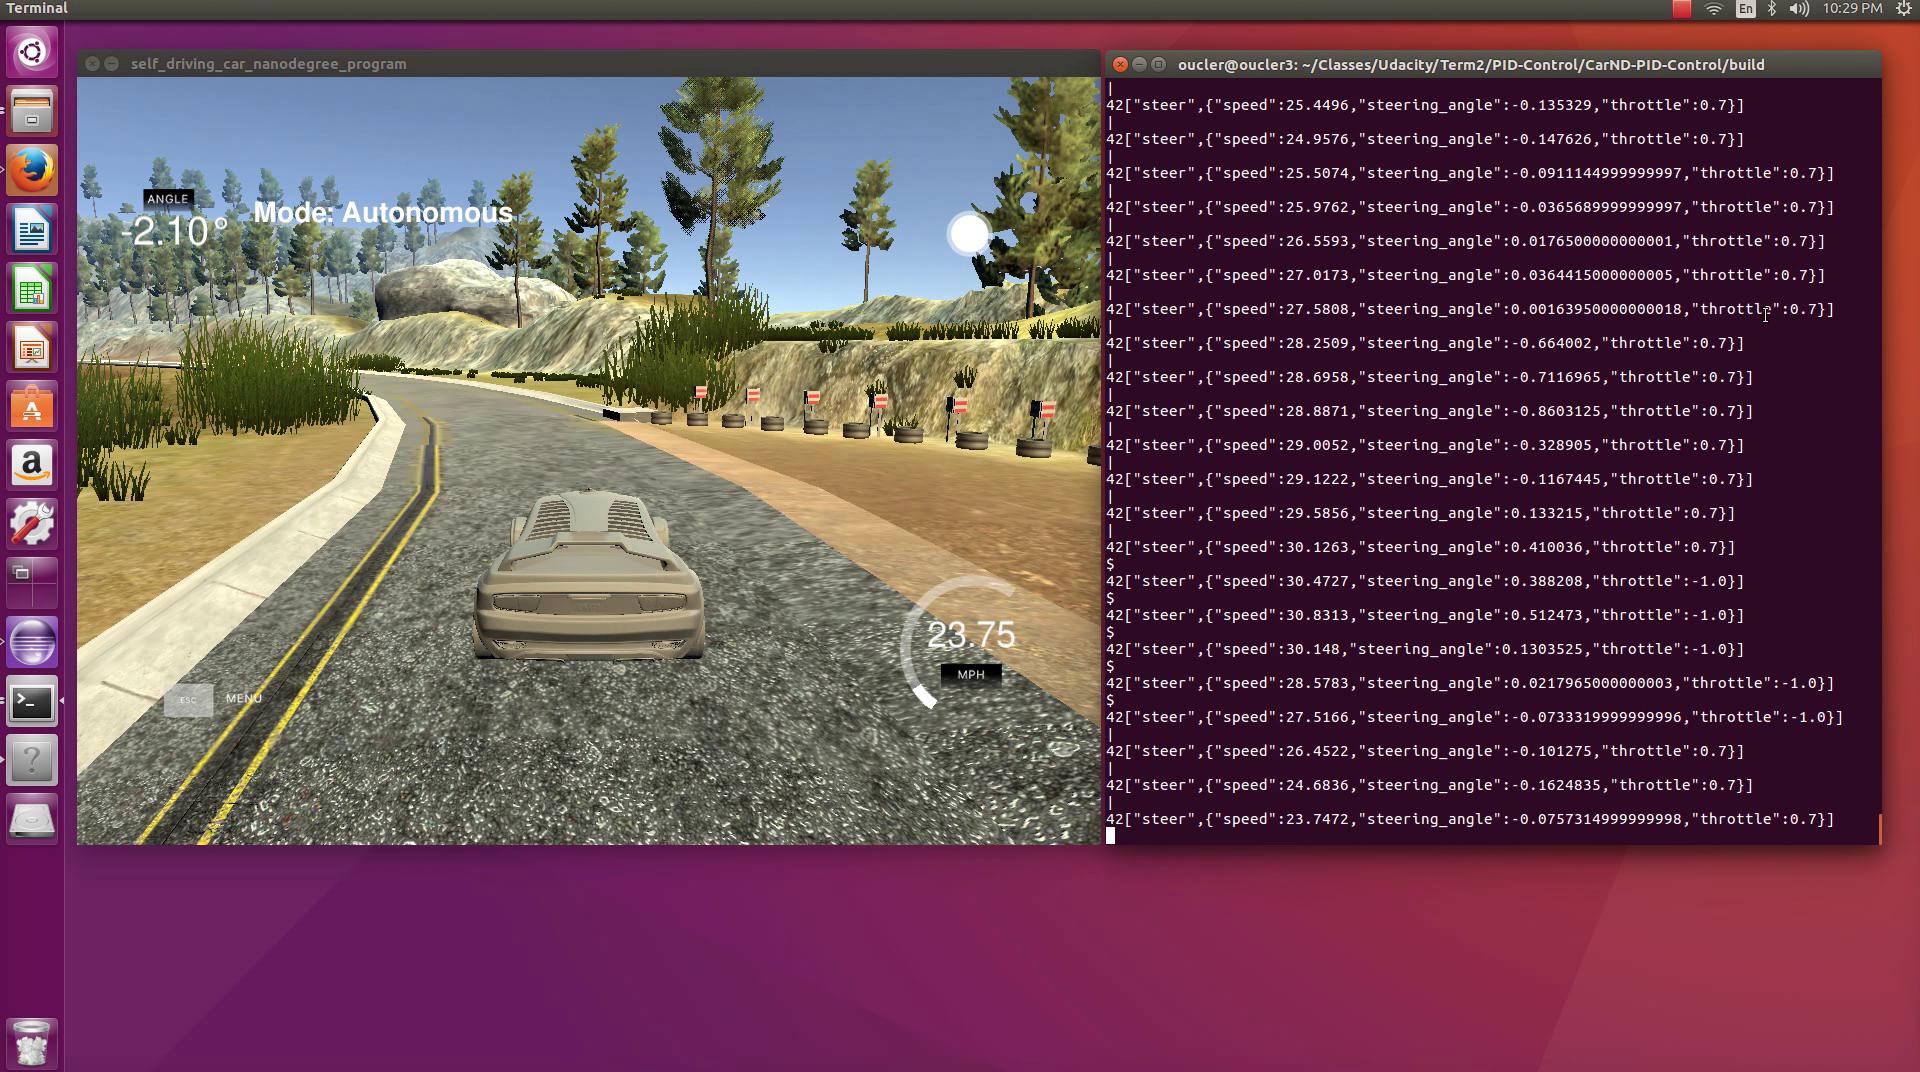 Terminal
En
10:29 PM
self_driving_car_nanodegree_program
ANGLE
-2.10°
Mode: Autonomous
23.75
MPH
ESC
MENU
oucler@oucler3: ~/Classes/Udacity/Term2/PID-Control/CarND-PID-Control/build
|
42["steer",{"speed":25.4496,"steering_angle":-0.135329,"throttle":0.7}]
|
42["steer",{"speed":24.9576,"steering_angle":-0.147626,"throttle":0.7}]
|
42["steer",{"speed":25.5074,"steering_angle":-0.0911144999999997,"throttle":0.7}]
|
42["steer",{"speed":25.9762,"steering_angle":-0.0365689999999997,"throttle":0.7}]
|
42["steer",{"speed":26.5593,"steering_angle":0.0176500000000001,"throttle":0.7}]
|
42["steer",{"speed":27.0173,"steering_angle":0.0364415000000005,"throttle":0.7}]
|
42["steer",{"speed":27.5808,"steering_angle":0.00163950000000018,"throttle":0.7}]
|
42["steer",{"speed":28.2509,"steering_angle":-0.664002,"throttle":0.7}]
|
42["steer",{"speed":28.6958,"steering_angle":-0.7116965,"throttle":0.7}]
|
42["steer",{"speed":28.8871,"steering_angle":-0.8603125,"throttle":0.7}]
|
42["steer",{"speed":29.0052,"steering_angle":-0.328905,"throttle":0.7}]
|
42["steer",{"speed":29.1222,"steering_angle":-0.1167445,"throttle":0.7}]
|
42["steer",{"speed":29.5856,"steering_angle":0.133215,"throttle":0.7}]
|
42["steer",{"speed":30.1263,"steering_angle":0.410036,"throttle":0.7}]
$
42["steer",{"speed":30.4727,"steering_angle":0.388208,"throttle":-1.0}]
$
42["steer",{"speed":30.8313,"steering_angle":0.512473,"throttle":-1.0}]
$
42["steer",{"speed":30.148,"steering_angle":0.1303525,"throttle":-1.0}]
$
42["steer",{"speed":28.5783,"steering_angle":0.0217965000000003,"throttle":-1.0}]
$
42["steer",{"speed":27.5166,"steering_angle":-0.0733319999999996,"throttle":-1.0}]
|
42["steer",{"speed":26.4522,"steering_angle":-0.101275,"throttle":0.7}]
|
42["steer",{"speed":24.6836,"steering_angle":-0.1624835,"throttle":0.7}]
|
42["steer",{"speed":23.7472,"steering_angle":-0.0757314999999998,"throttle":0.7}]